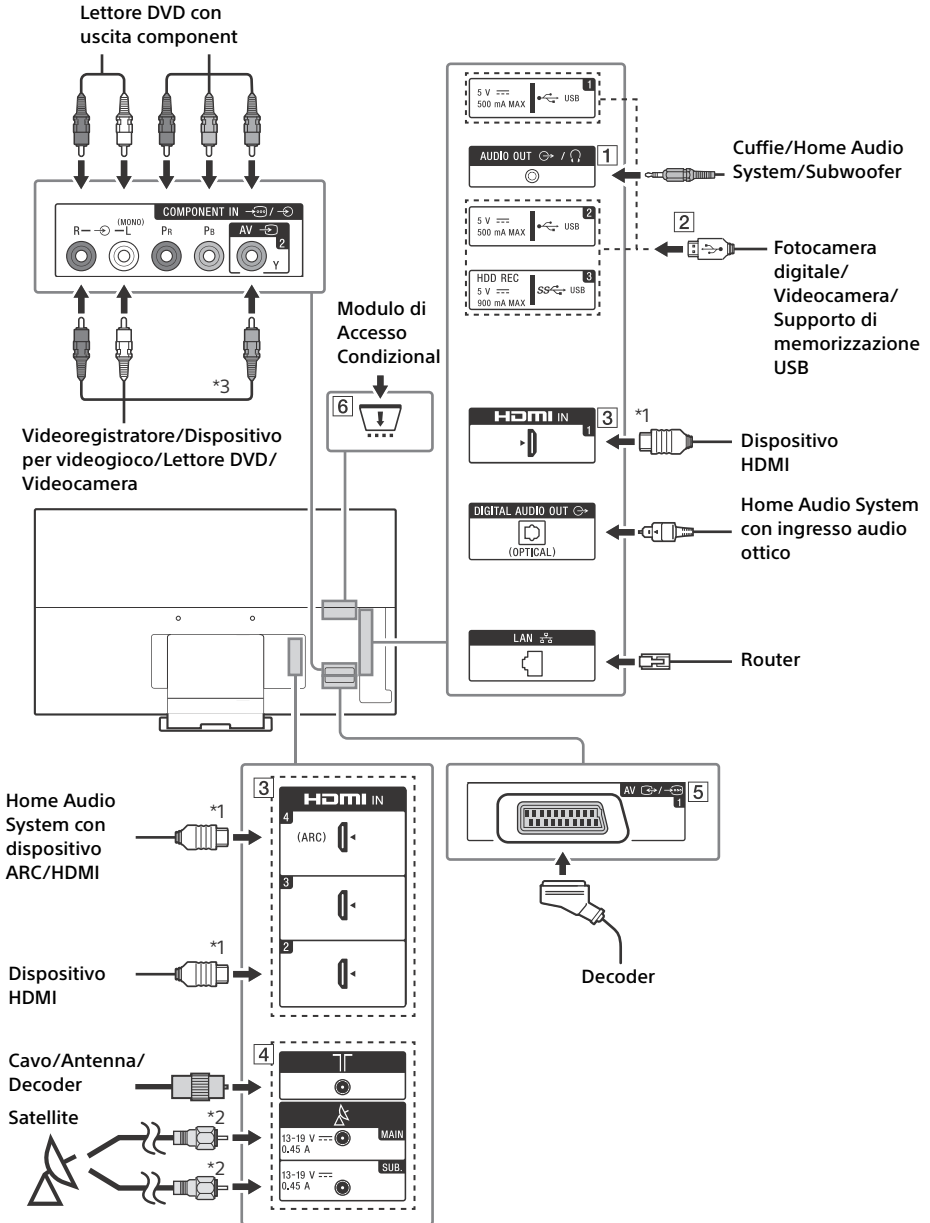 Lettore DVD con
uscita component
COMPONENT IN
R
(MONO)
L
PR
PB
AV
2
Y
*3
Videoregistratore/Dispositivo
per videogioco/Lettore DVD/
Videocamera
Modulo di
Accesso
Condizional
6
1
5 V
500 mA MAX
USB
AUDIO OUT /
1
Cuffie/Home Audio
System/Subwoofer
2
5 V
500 mA MAX
USB
HDD REC
3
5 V
900 mA MAX
SS
USB
2
Fotocamera
digitale/
Videocamera/
Supporto di
memorizzazione
USB
HDMI IN
1
3
*1
Dispositivo
HDMI
DIGITAL AUDIO OUT
(OPTICAL)
Home Audio System
con ingresso audio
ottico
LAN
Router
Home Audio
System con
dispositivo
ARC/HDMI
*1
3
HDMI IN
4
(ARC)
3
2
*1
Dispositivo
HDMI
AV /
1
5
Decoder
Cavo/Antenna/
Decoder
4
Satellite
*2
13-19 V
0.45 A
MAIN
*2
13-19 V
0.45 A
SUB.